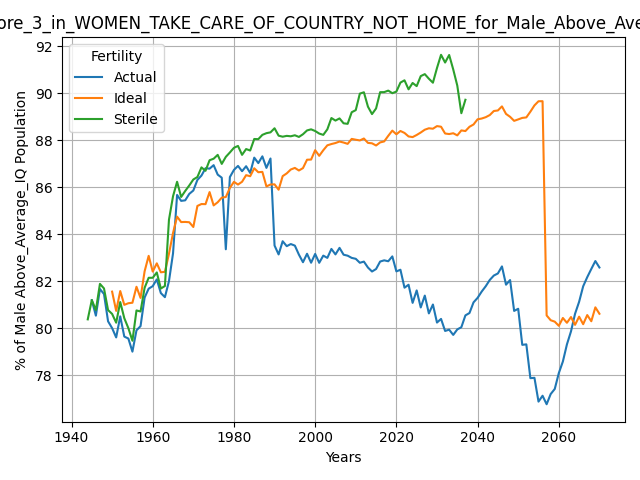 ore_3_in_WOMEN_TAKE_CARE_OF_COUNTRY_NOT_HOME_for_Male_Above_Ave
Fertility
Actual
Ideal
Sterile
% of Male Above_Average_IQ Population
92
90
88
86
84
82
80
78
1940
1960
1980
2000
2020
2040
2060
Years